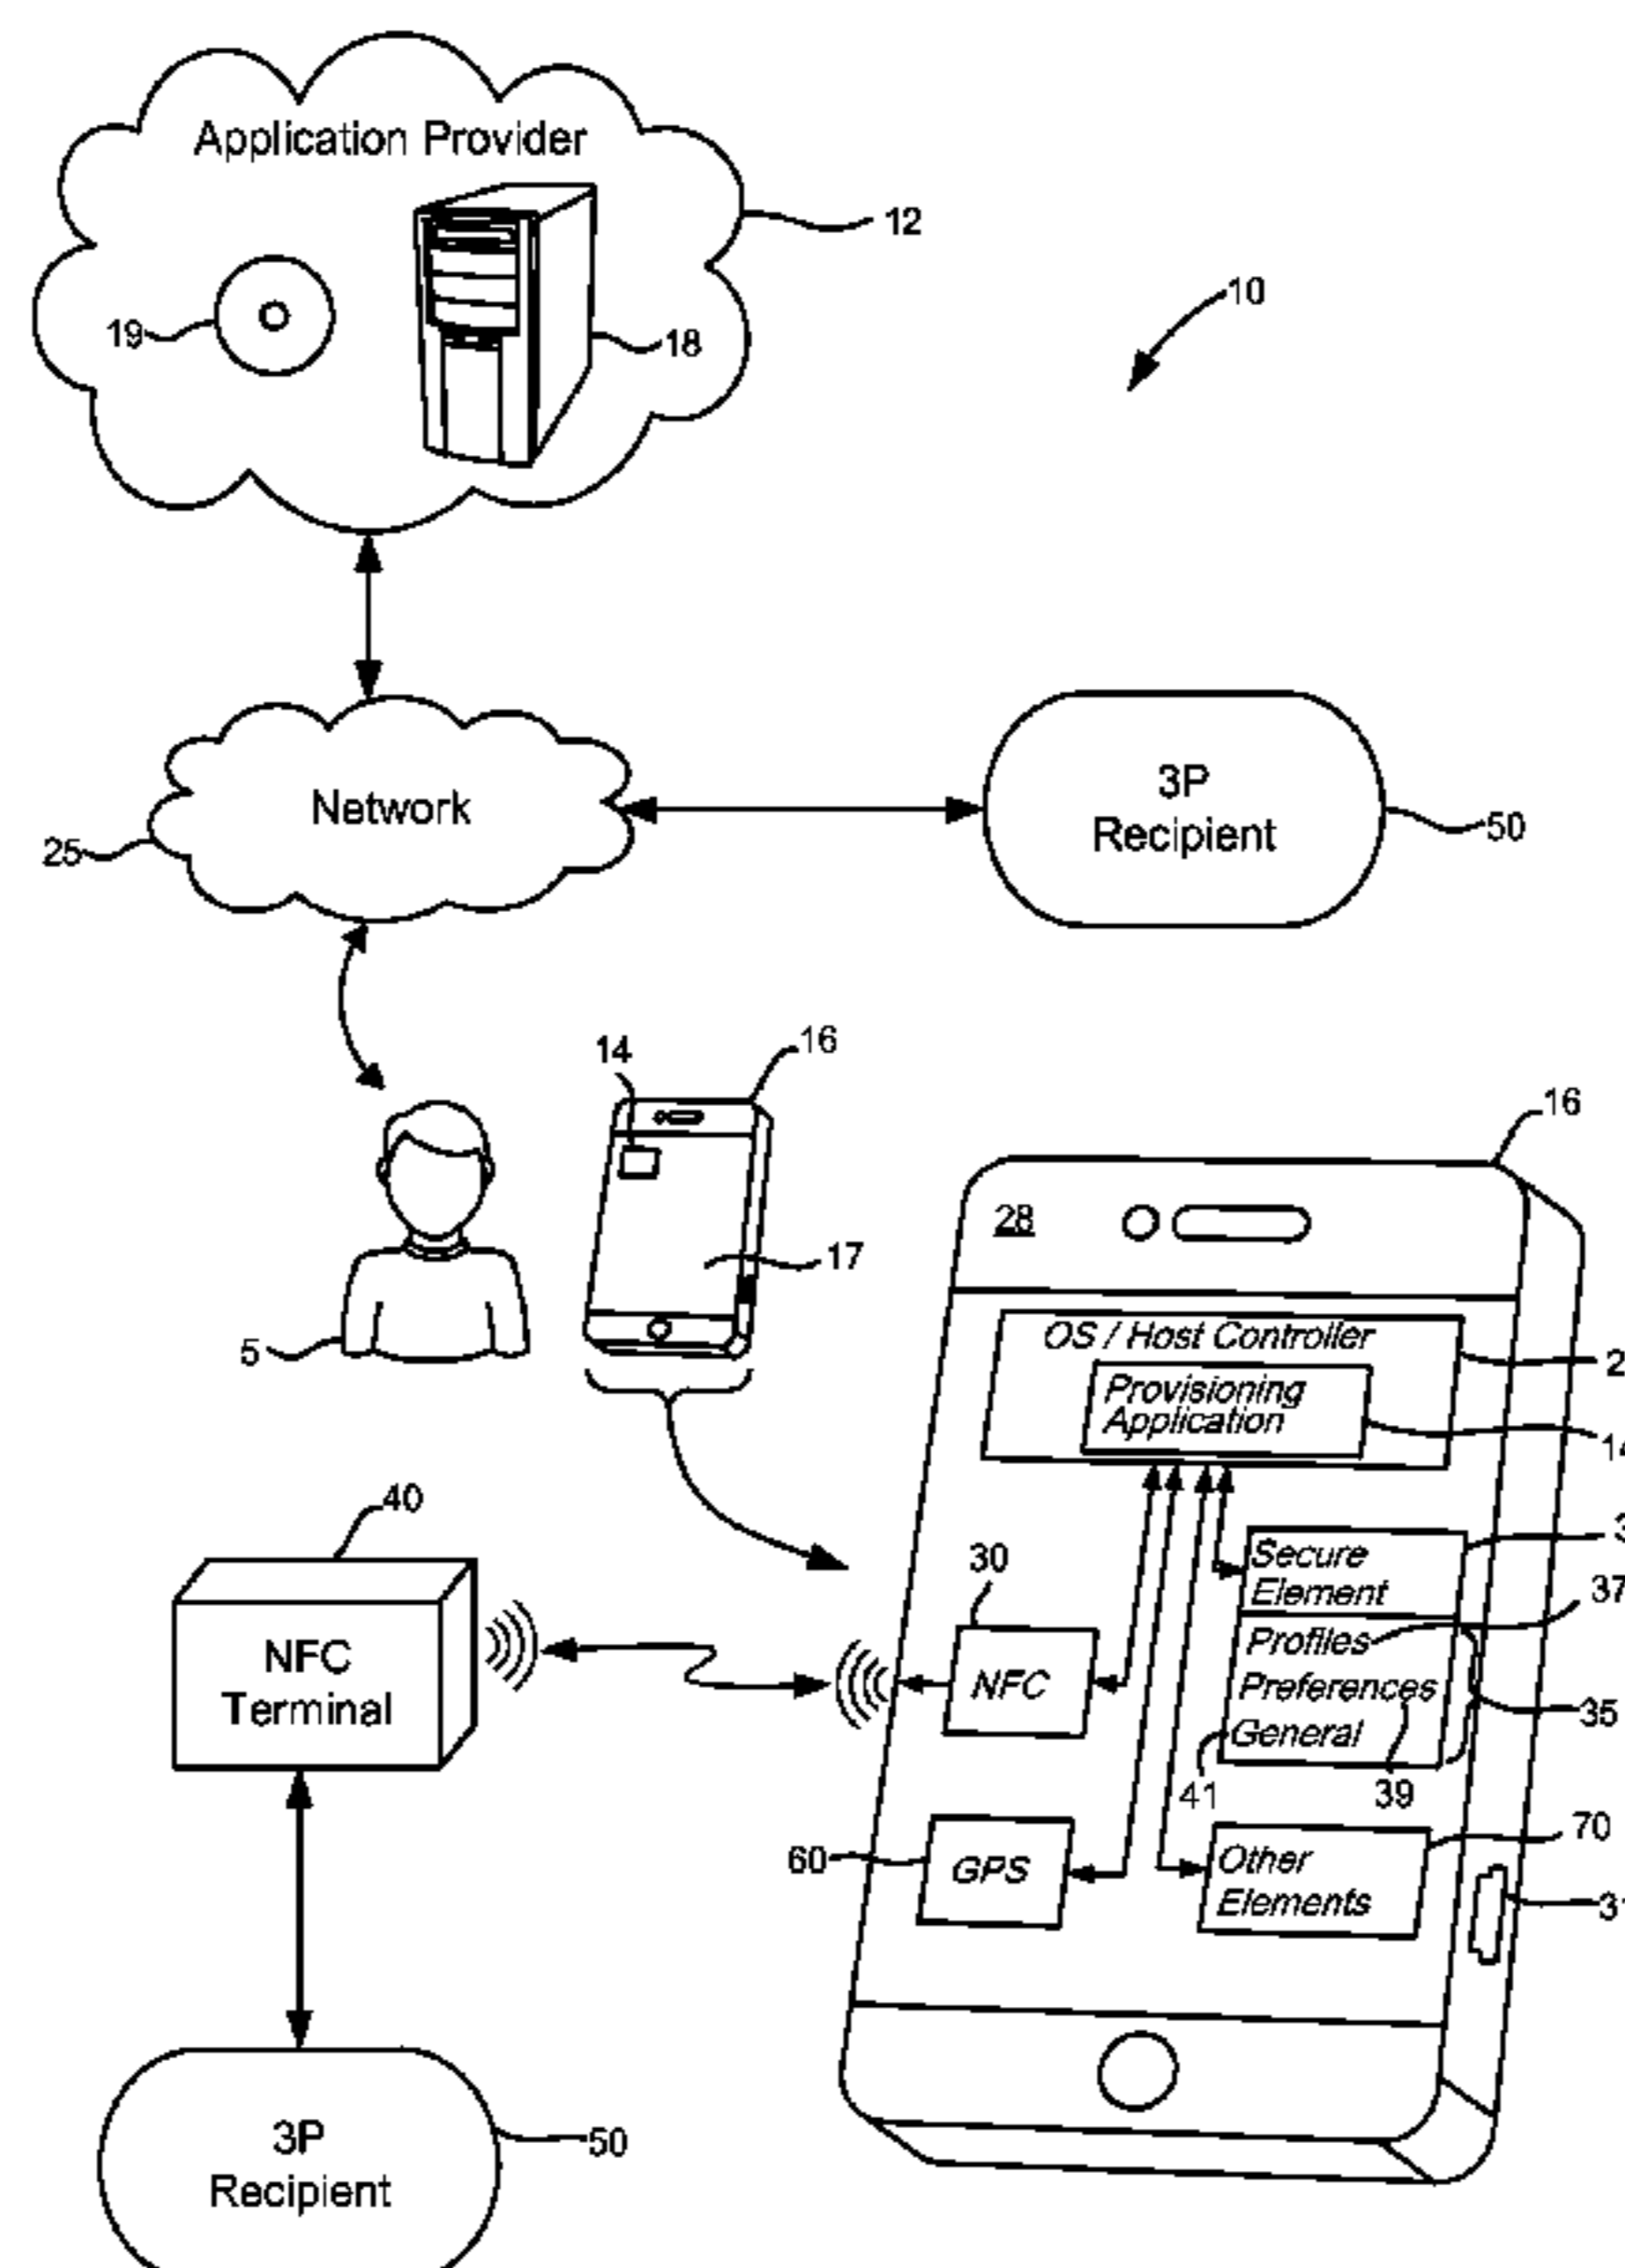 Application Provider
12
10
19
18
Network
25
3P
Recipient
50
14
16
17
5
16
28
OS / Host Controller
Provisioning
Application
40
NFC
Terminal
30
NFC
Secure
Element
37
Profiles
Preferences
General
35
41
39
60
GPS
Other
Elements
70
31
3P
Recipient
50